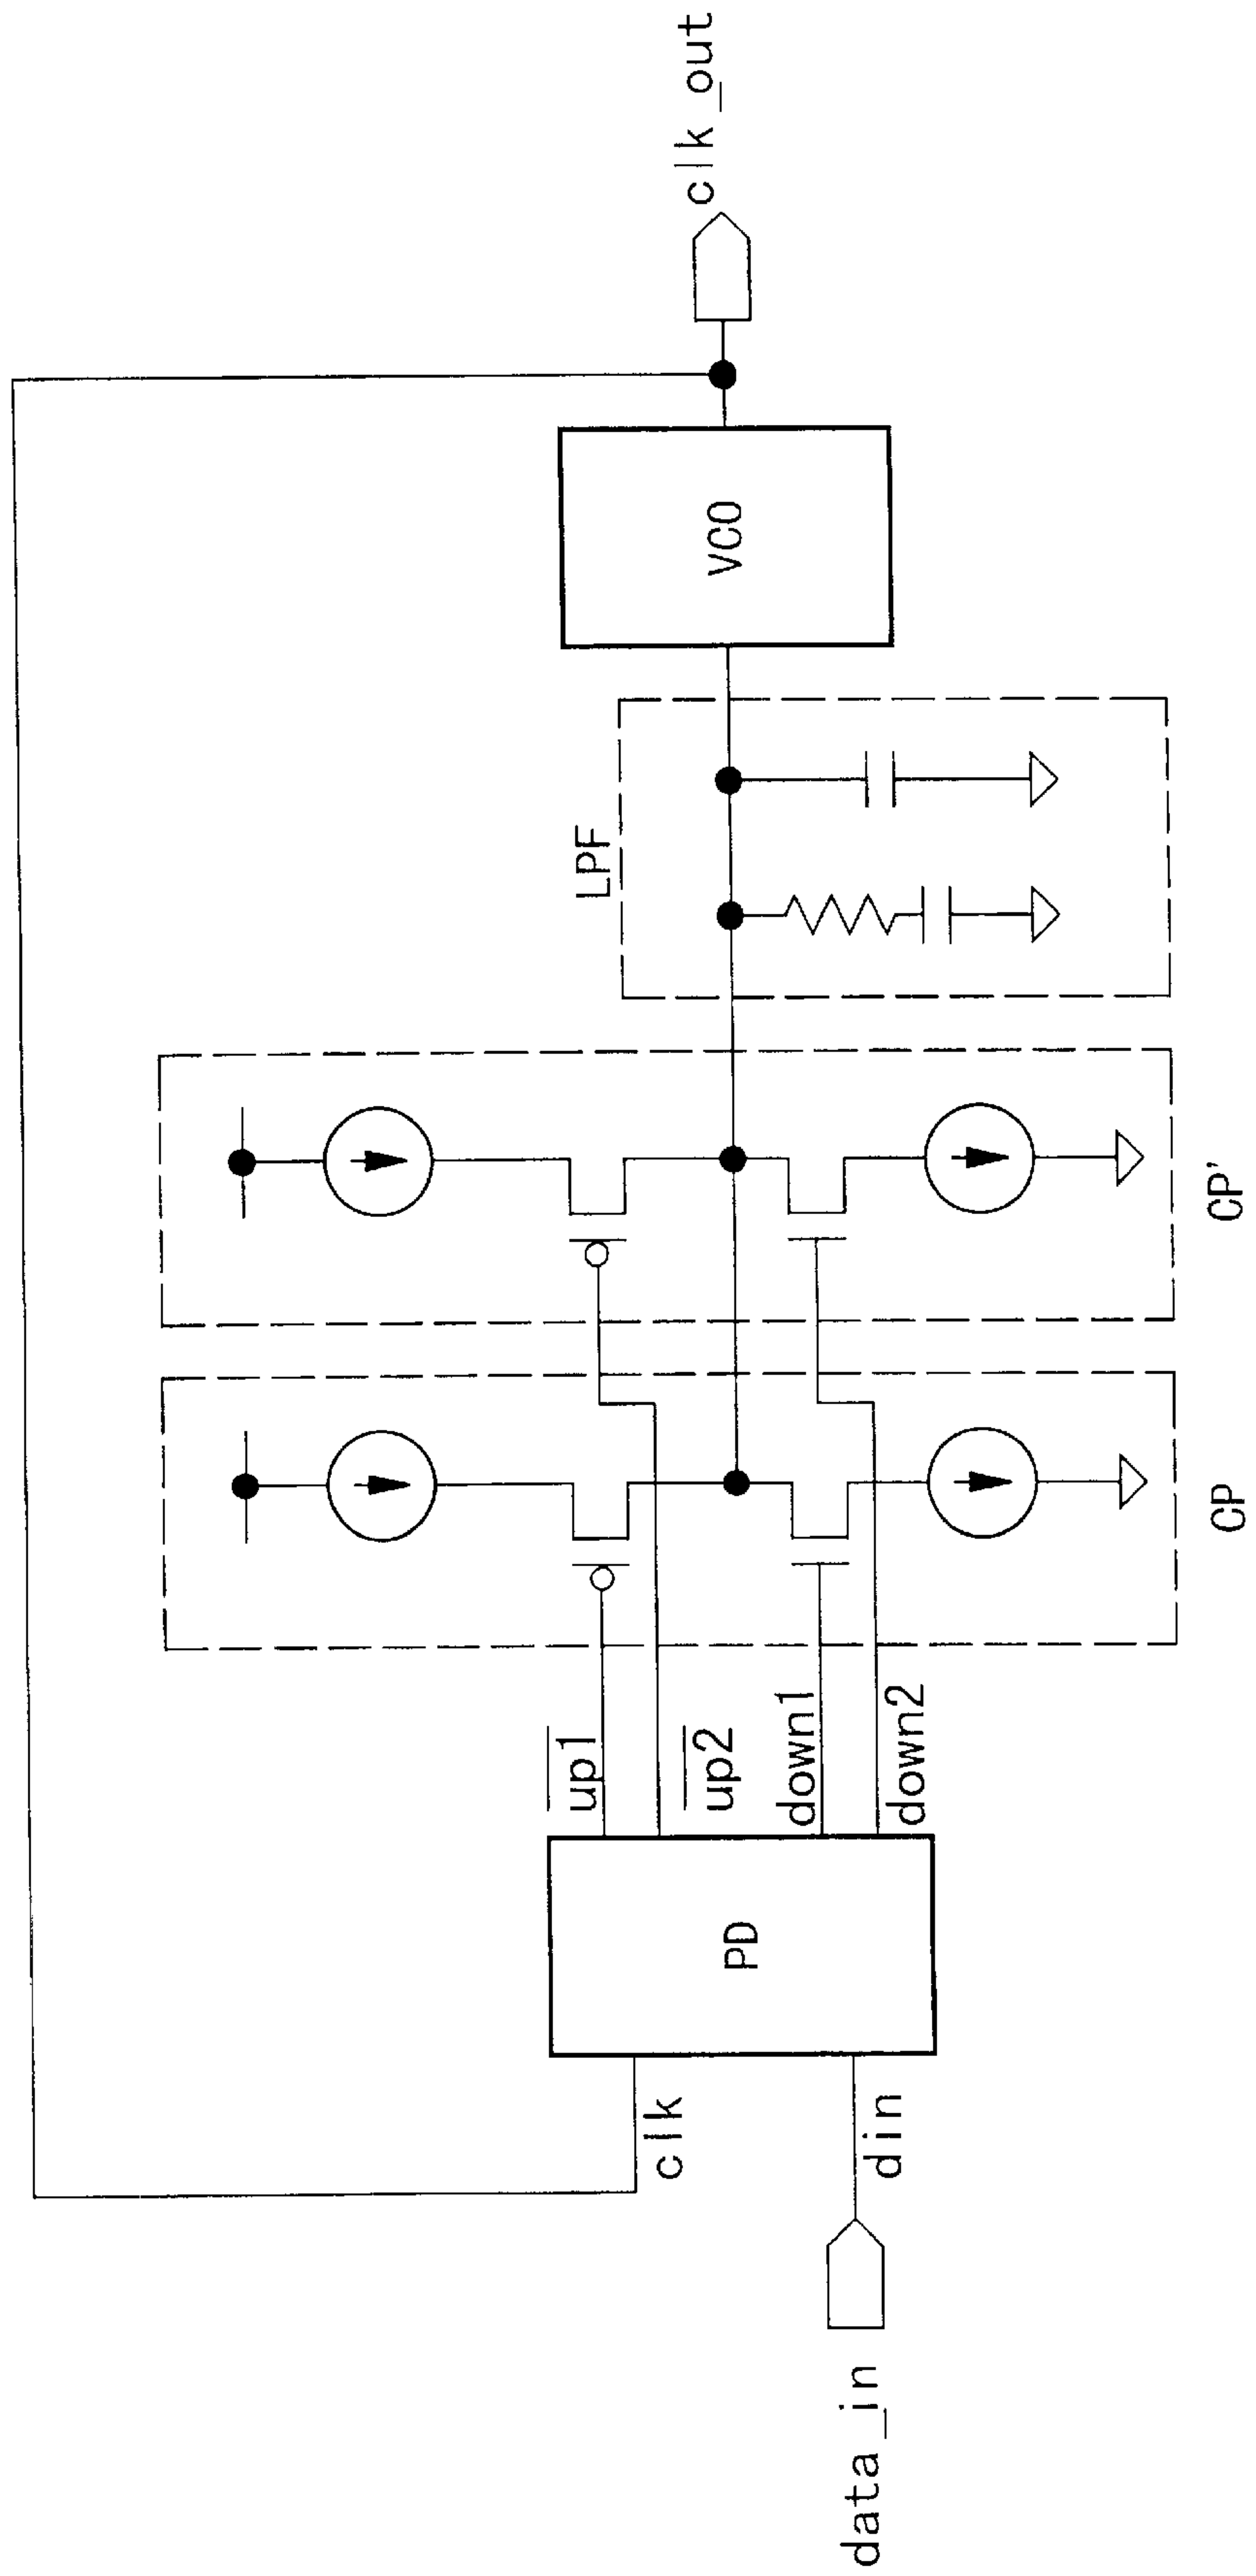 clk_out
VCO
LPF
CP'
CP
up1
up2
down1
down2
PD
clk
din
data_in